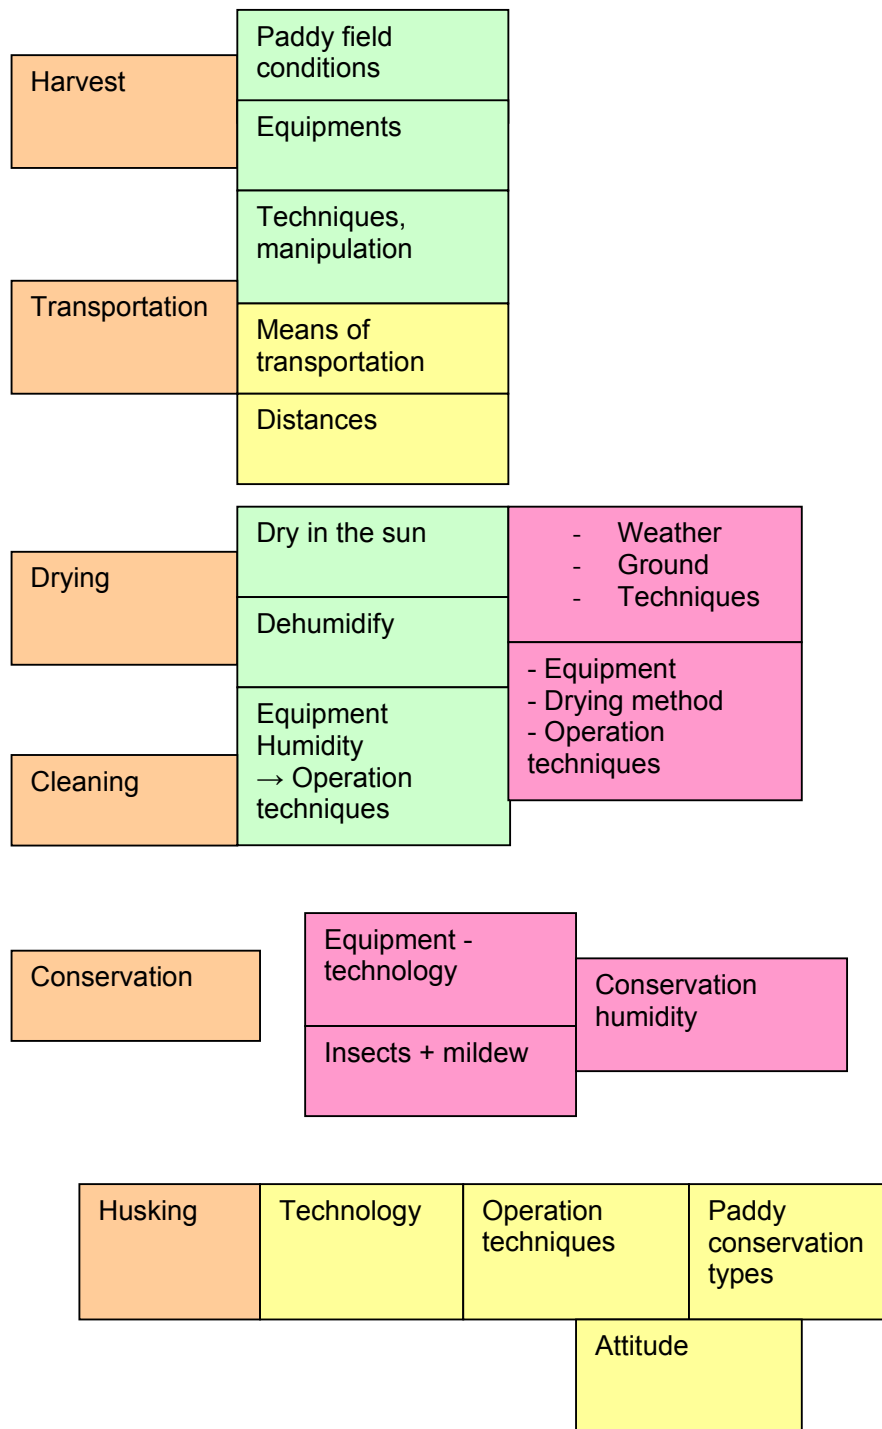 Harvest
Paddy field
conditions
Equipments
Techniques,
manipulation
Transportation
Means of
transportation
Distances
Drying
Dry in the sun
- Weather
- Ground
- Techniques
Dehumidify
- Equipment
- Drying method
- Operation
techniques
Cleaning
Equipment
Humidity
→ Operation
techniques
Conservation
Equipment -
technology
Insects + mildew
Conservation
humidity
Husking
Technology
Operation
techniques
Paddy
conservation
types
Attitude